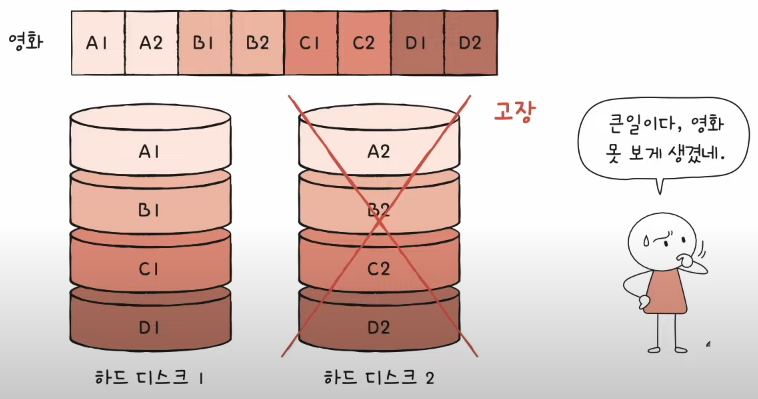 영화
A1 A2 B1 B2 C1 C2 D1 D2
고장
큰일이다, 영화
못 보게 생겼네.
A1
B1
C1
D1
하드 디스크 1
A2
B2
C2
D2
하드 디스크 2